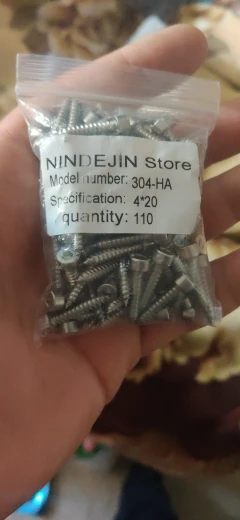 NINDEJIN Store
Model number: 304-HA
Specification: 4*20
quantity: 110